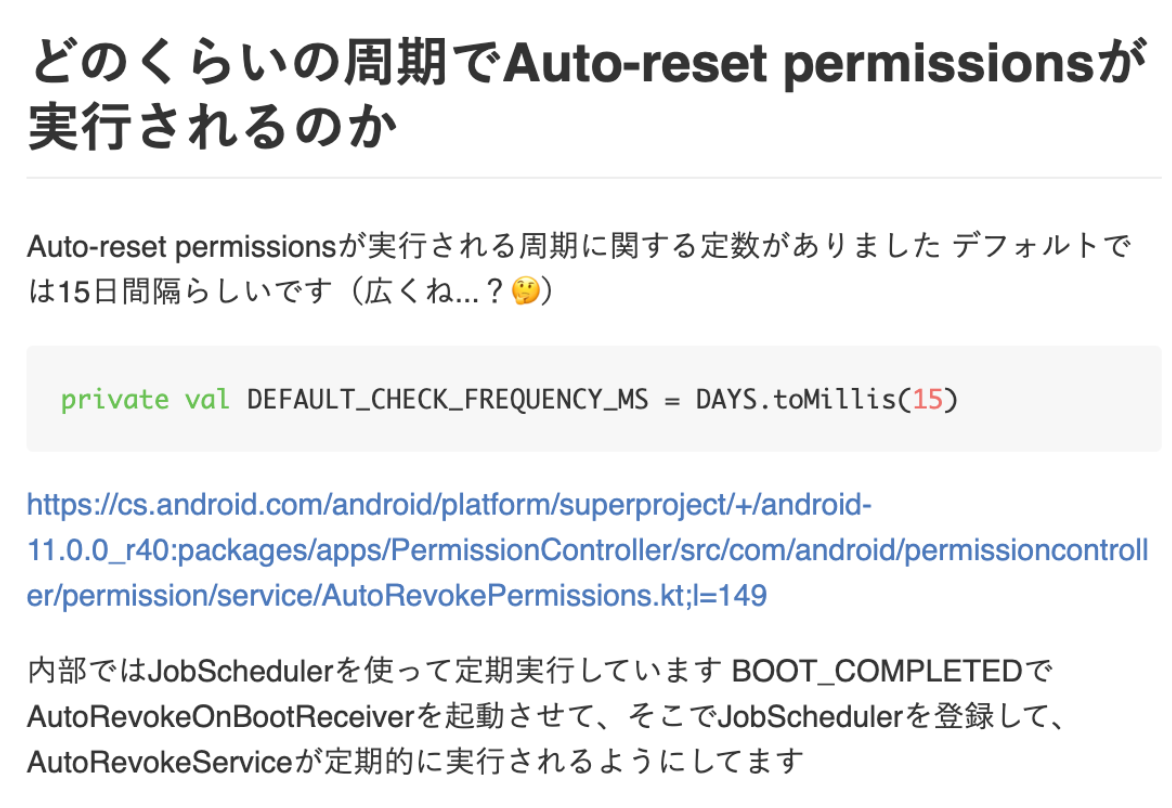 どのくらいの周期でAuto-reset permissionsが
実行されるのか
Auto-reset permissionsが実行される周期に関する定数がありました デフォルトで
は15日間隔らしいです（広くね...？🤔）
private val DEFAULT_CHECK_FREQUENCY_MS = DAYS.toMillis(15)
https://cs.android.com/android/platform/superproject/+/android-
11.0.0_r40:packages/apps/PermissionController/src/com/android/permissioncontroll
er/permission/service/AutoRevokePermissions.kt;l=149
内部ではJobSchedulerを使って定期実行しています BOOT_COMPLETEDで
AutoRevokeOnBootReceiverを起動させて、そこでJobSchedulerを登録して、
AutoRevokeServiceが定期的に実行されるようにしてます